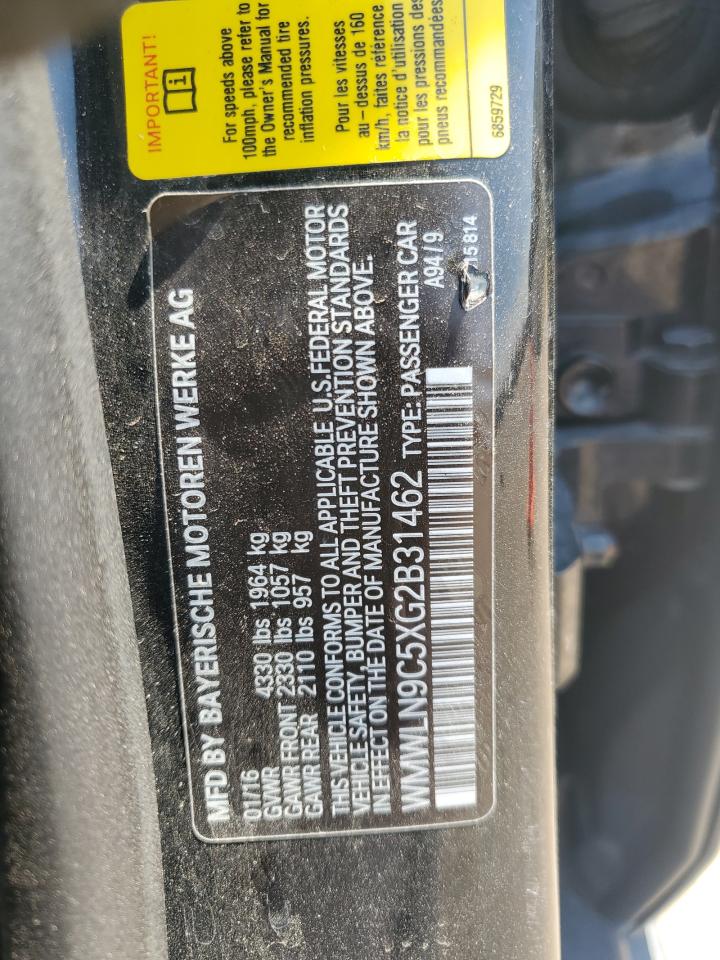 IMPORTANT!
For speeds above
100mph, please refer to
the Owner's Manual for
recommended tire
inflation pressures.
Pour les vitesses
au-dessus de 160
km/h, faites référence
la notice d'utilisation
pour les pressions des
pneus recommandées
6859729
MFD BY BAYERISCHE MOTOREN WERKE AG
01/16
GVWR 4330 lbs 1964 kg
GAWR FRONT 2330 lbs 1057 kg
GAWR REAR 2110 lbs 957 kg
THIS VEHICLE CONFORMS TO ALL APPLICABLE U.S. FEDERAL MOTOR
VEHICLE SAFETY, BUMPER AND THEFT PREVENTION STANDARDS
IN EFFECT ON THE DATE OF MANUFACTURE SHOWN ABOVE.
WMWLN9C5XG2B31462 TYPE: PASSENGER CAR
A94 / 9
15814